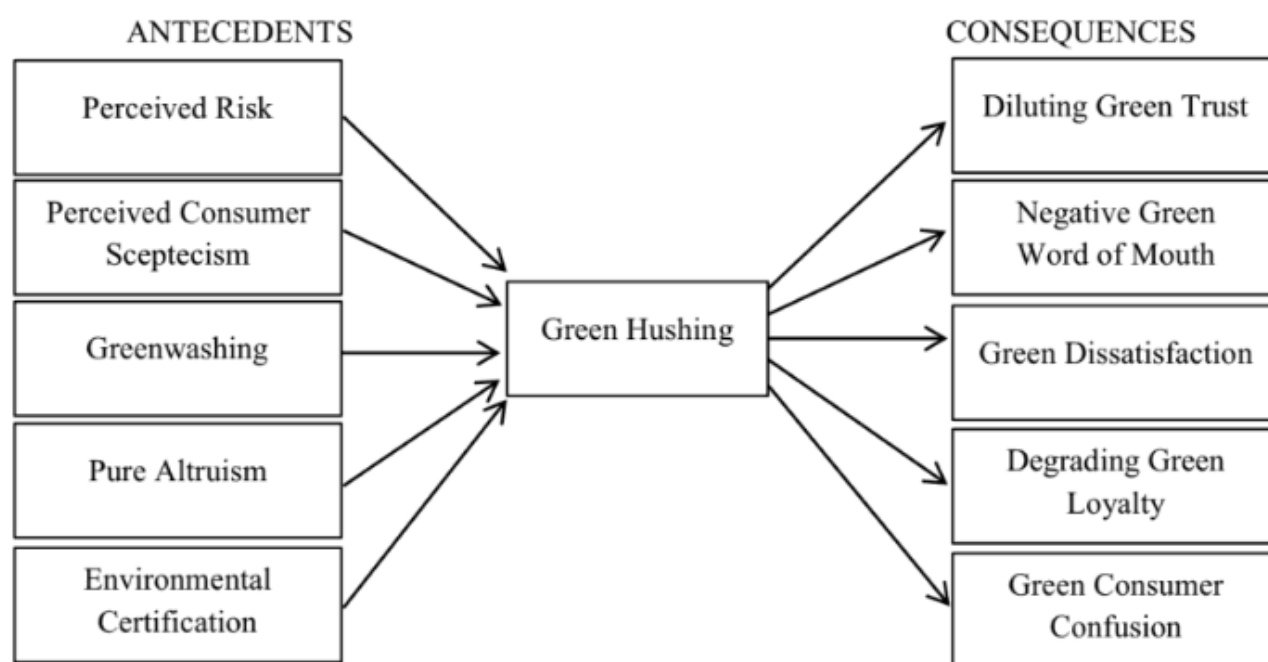 ANTECEDENTS
Perceived Risk
Perceived Consumer
Sceptecism
Greenwashing
Pure Altruism
Environmental
Certification
Green Hushing
CONSEQUENCES
Diluting Green Trust
Negative Green
Word of Mouth
Green Dissatisfaction
Degrading Green
Loyalty
Green Consumer
Confusion